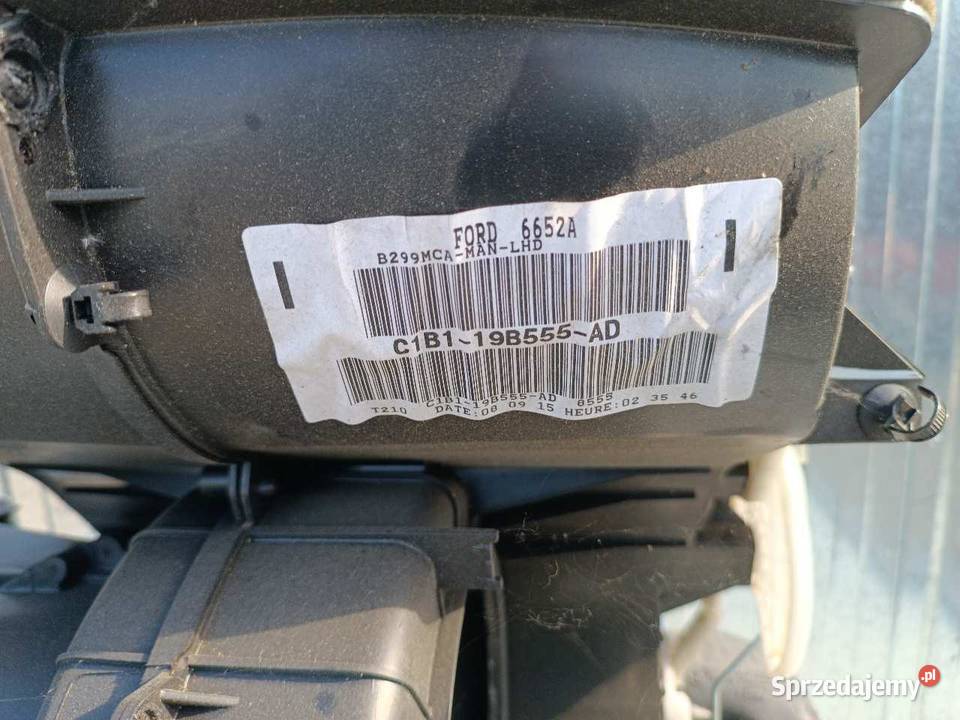 FORD 6652A
B299MCA-MAN-LHD
C1B1-19B555-AD
C1B1-19B555-AD 8555
T210 DATE:08 09 15 HEURE:02 35 46
Sprzedajemy.pl